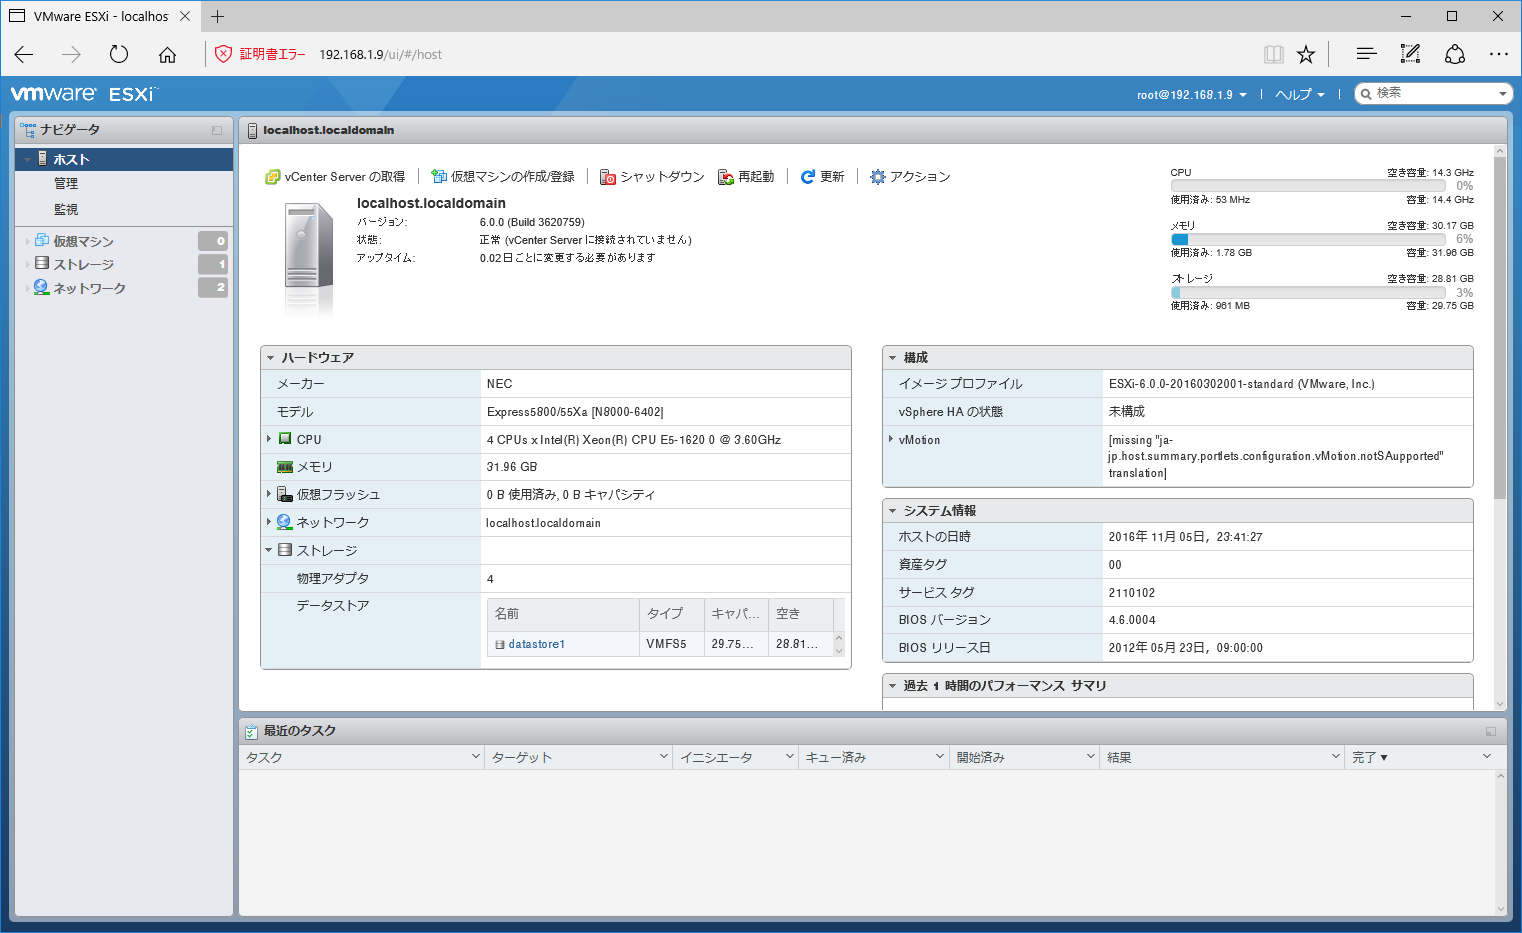 VMware ESXi - localhos
証明書エラー
192.168.1.9/ui/#/host
vmware ESXi
root@192.168.1.9
ヘルプ
検索
ナビゲータ
ホスト
管理
監視
仮想マシン 0
ストレージ 1
ネットワーク 2
localhost.localdomain
vCenter Server の取得
仮想マシンの作成/登録
シャットダウン
再起動
更新
アクション
localhost.localdomain
バージョン: 6.0.0 (Build 3620759)
状態: 正常 (vCenter Server に接続されていません)
アップタイム: 0.02日ごとに変更する必要があります
CPU 空き容量: 14.3 GHz
0%
使用済み: 53 MHz 容量: 14.4 GHz
メモリ 空き容量: 30.17 GB
6%
使用済み: 1.78 GB 容量: 31.96 GB
ストレージ 空き容量: 28.81 GB
3%
使用済み: 961 MB 容量: 29.75 GB
ハードウェア
メーカー NEC
モデル Express5800/55Xa [N8000-6402]
CPU 4 CPUs x Intel(R) Xeon(R) CPU E5-1620 0 @ 3.60GHz
メモリ 31.96 GB
仮想フラッシュ 0 B 使用済み, 0 B キャパシティ
ネットワーク localhost.localdomain
ストレージ
物理アダプタ 4
データストア
名前 タイプ キャパ... 空き
datastore1 VMFS5 29.75... 28.81...
構成
イメージ プロファイル ESXi-6.0.0-20160302001-standard (VMware, Inc.)
vSphere HA の状態 未構成
vMotion [missing "ja-
jp.host.summary.portlets.configuration.vMotion.notSAupported"
translation]
システム情報
ホストの日時 2016年 11月 05日, 23:41:27
資産タグ 00
サービス タグ 2110102
BIOS バージョン 4.6.0004
BIOS リリース日 2012年 05月 23日, 09:00:00
過去 1 時間のパフォーマンス サマリ
最近のタスク
タスク ターゲット イニシエータ キュー済み 開始済み 結果 完了 ▼